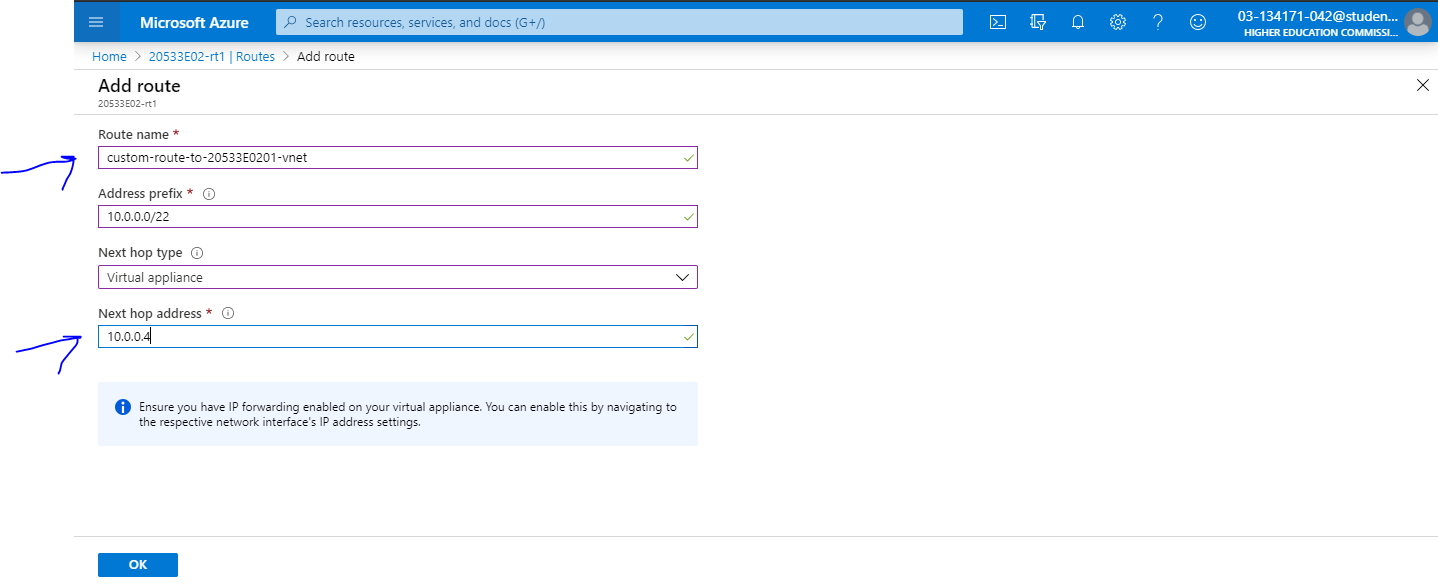 Microsoft Azure
Search resources, services, and docs (G+/)
03-134171-042@studen...
HIGHER EDUCATION COMMISSI...
Home > 20533E02-rt1 | Routes > Add route
Add route
20533E02-rt1
Route name *
custom-route-to-20533E0201-vnet
Address prefix *
10.0.0.0/22
Next hop type
Virtual appliance
Next hop address *
10.0.0.4
Ensure you have IP forwarding enabled on your virtual appliance. You can enable this by navigating to
the respective network interface's IP address settings.
OK